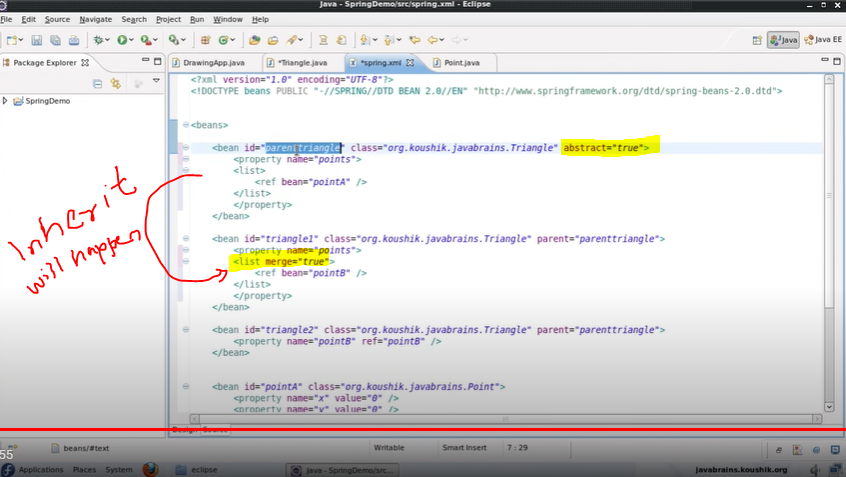 Java - SpringDemo/src/spring.xml - Eclipse
File Edit Source Navigate Search Project Run Window Help
Java Java EE
Package Explorer
DrawingApp.java *Triangle.java *spring.xml Point.java
SpringDemo
<?xml version="1.0" encoding="UTF-8"?>
<!DOCTYPE beans PUBLIC "-//SPRING//DTD BEAN 2.0//EN" "http://www.springframework.org/dtd/spring-beans-2.0.dtd">
<beans>
<bean id="parenttriangle" class="org.koushik.javabrains.Triangle" abstract="true">
<property name="points">
<list>
<ref bean="pointA" />
</list>
</property>
</bean>
Inherit
will happen
<bean id="triangle1" class="org.koushik.javabrains.Triangle" parent="parenttriangle">
<property name="points">
<list merge="true">
<ref bean="pointB" />
</list>
</property>
</bean>
<bean id="triangle2" class="org.koushik.javabrains.Triangle" parent="parenttriangle">
<property name="pointB" ref="pointB" />
</bean>
<bean id="pointA" class="org.koushik.javabrains.Point">
<property name="x" value="0" />
<property name="y" value="0" />
Design Source
beans/#text Writable Smart Insert 7 : 29
55
Applications Places System eclipse Java - SpringDemo/src... javabrains.koushik.org